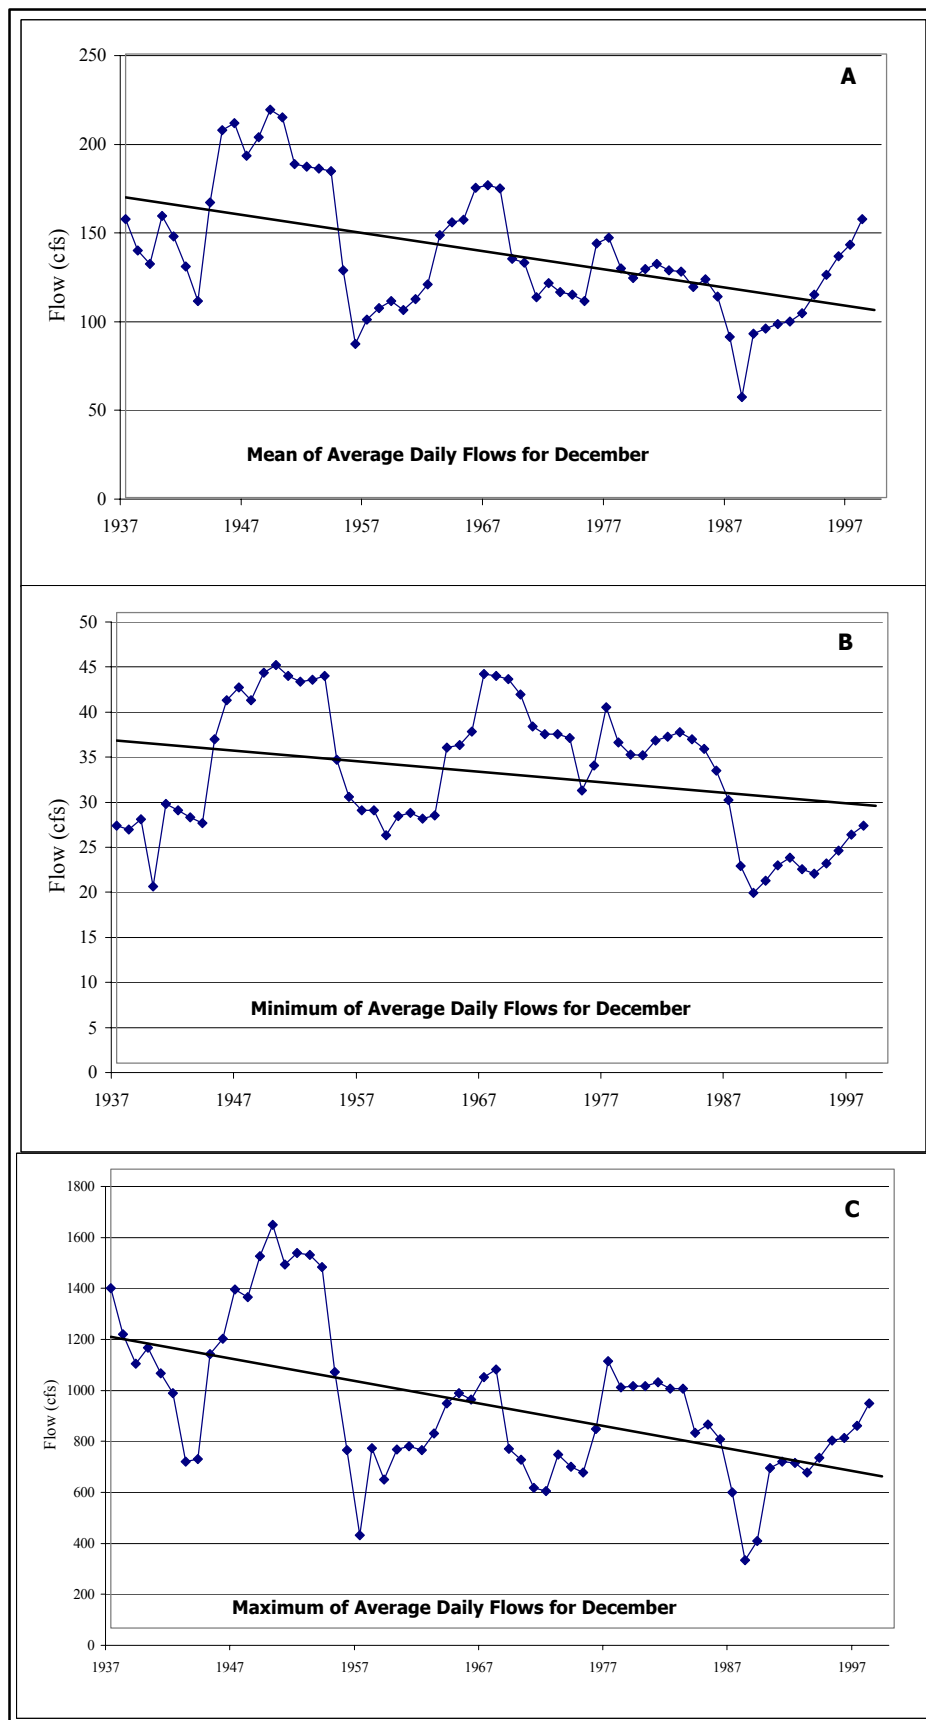 A
250
200
150
100
50
0
Flow (cfs)
Mean of Average Daily Flows for December
1937 1947 1957 1967 1977 1987 1997
B
50
45
40
35
30
25
20
15
10
5
0
Flow (cfs)
Minimum of Average Daily Flows for December
1937 1947 1957 1967 1977 1987 1997
C
1800
1600
1400
1200
1000
800
600
400
200
0
Flow (cfs)
Maximum of Average Daily Flows for December
1937 1947 1957 1967 1977 1987 1997